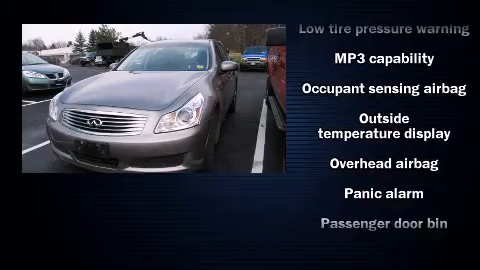 Low tire pressure warning
MP3 capability
Occupant sensing airbag
Outside
temperature display
Overhead airbag
Panic alarm
Passenger door bin